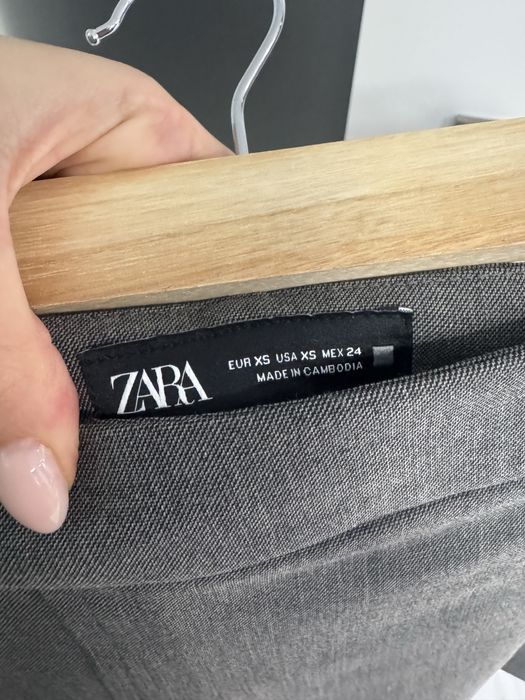 ZARA
EUR XS USA XS MEX 24
MADE IN CAMBODIA